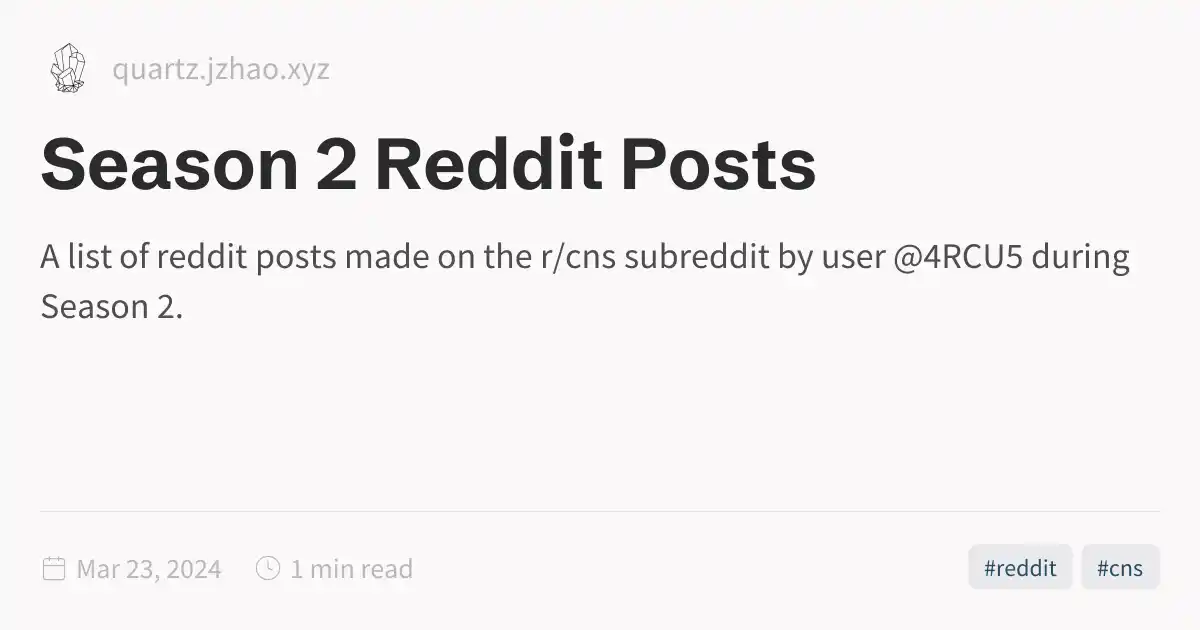 quartz.jzhao.xyz
Season 2 Reddit Posts
A list of reddit posts made on the r/cns subreddit by user @4RCU5 during
Season 2.
Mar 23, 2024 1 min read #reddit #cns